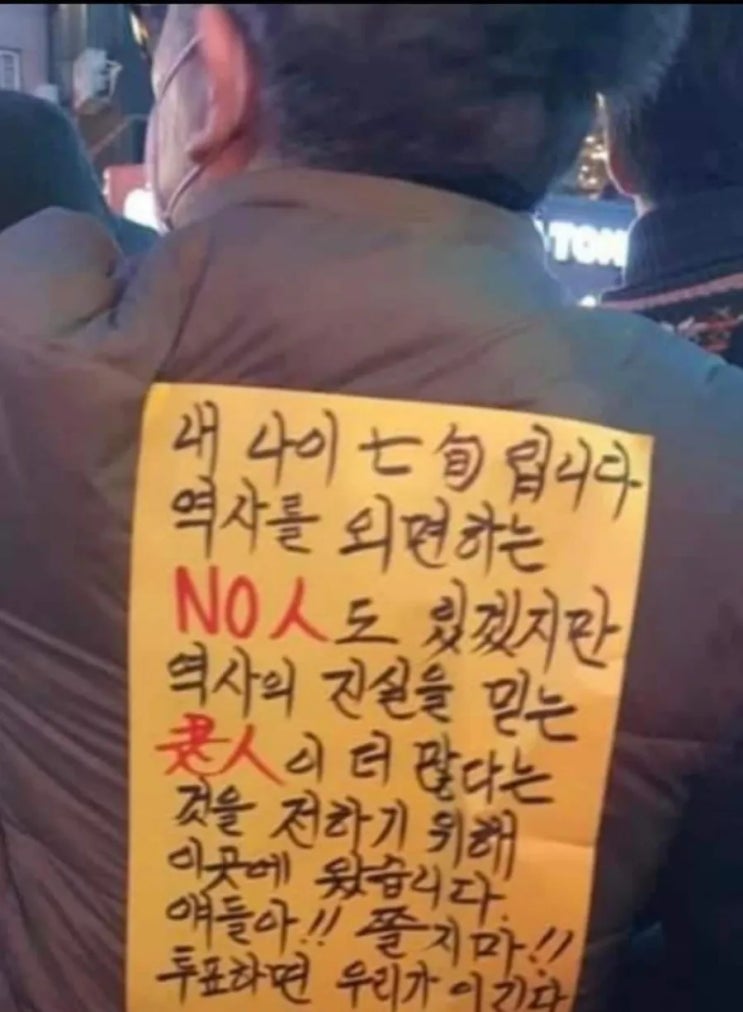 TON
내 나이 七旬 입니다
역사를 외면하는
NO人도 있겠지만
역사의 진실을 믿는
老人이 더 많다는
것을 전하기 위해
이곳에 왔습니다.
얘들아!! 쫄지마!!
투표하면 우리가 이긴다